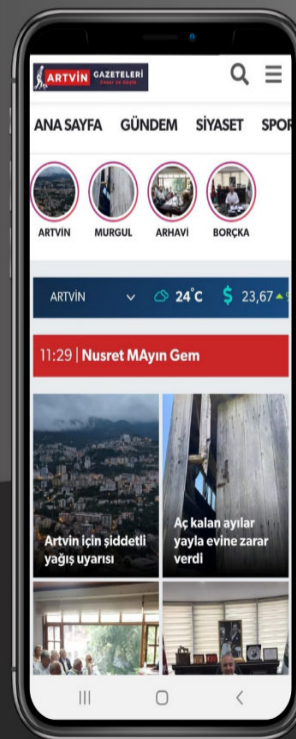 ARTVİN GAZETELERİ
ANA SAYFA GÜNDEM SİYASET SPOR
ARTVİN MURGUL ARHAVİ BORÇKA
ARTVİN 24°C $ 23,67
11:29 | Nusret MAyın Gem
Artvin için şiddetli
yağış uyarısı
Aç kalan ayılar
yayla evine zarar
verdi